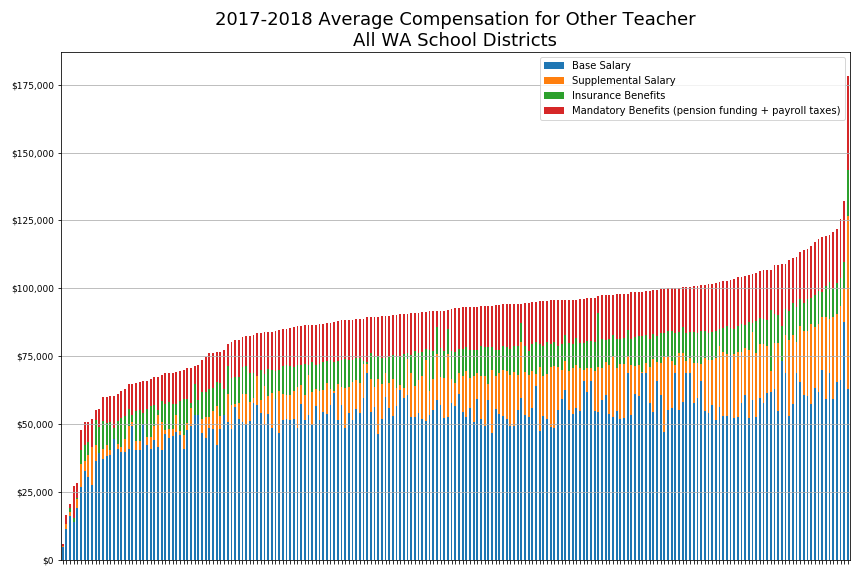 2017-2018 Average Compensation for Other Teacher
All WA School Districts
Base Salary
Supplemental Salary
Insurance Benefits
Mandatory Benefits (pension funding + payroll taxes)
$175,000
$150,000
$125,000
$100,000
$75,000
$50,000
$25,000
$0